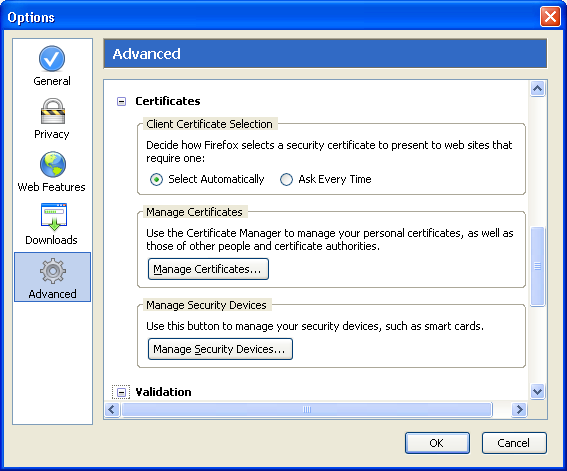 Options
General
Privacy
Web Features
Downloads
Advanced
Advanced
Certificates
Client Certificate Selection
Decide how Firefox selects a security certificate to present to web sites that
require one:
Select Automatically
Ask Every Time
Manage Certificates
Use the Certificate Manager to manage your personal certificates, as well as
those of other people and certificate authorities.
Manage Certificates...
Manage Security Devices
Use this button to manage your security devices, such as smart cards.
Manage Security Devices...
Validation
OK
Cancel